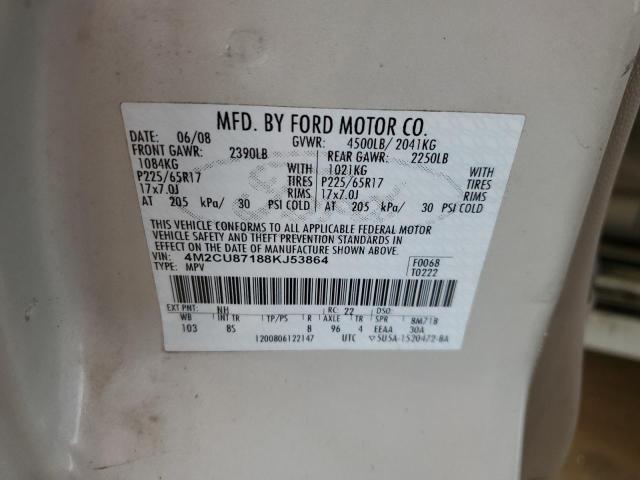 MFD. BY FORD MOTOR CO.
DATE: 06/08 GVWR: 4500LB/ 2041KG
FRONT GAWR: 2390LB REAR GAWR: 2250LB
1084KG WITH 1021KG WITH
P225/65R17 TIRES P225/65R17 TIRES
17x7.0J RIMS 17x7.0J RIMS
AT 205 kPa/ 30 PSI COLD AT 205 kPa/ 30 PSI COLD
THIS VEHICLE CONFORMS TO ALL APPLICABLE FEDERAL MOTOR
VEHICLE SAFETY AND THEFT PREVENTION STANDARDS IN
EFFECT ON THE DATE OF MANUFACTURE SHOWN ABOVE.
VIN: 4M2CU87188KJ53864 F0068
TYPE: MPV T0222
EXT PNT: NH RC: 22 DSO:
WB INT TR TP/PS R AXLE TR SPR 8M71B
103 8S 8 96 4 EEAA 30A
1200806122147 UTC 5U5A-1520472-BA